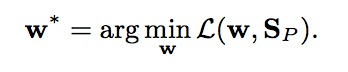 w* = arg min_w L(w, S_P).